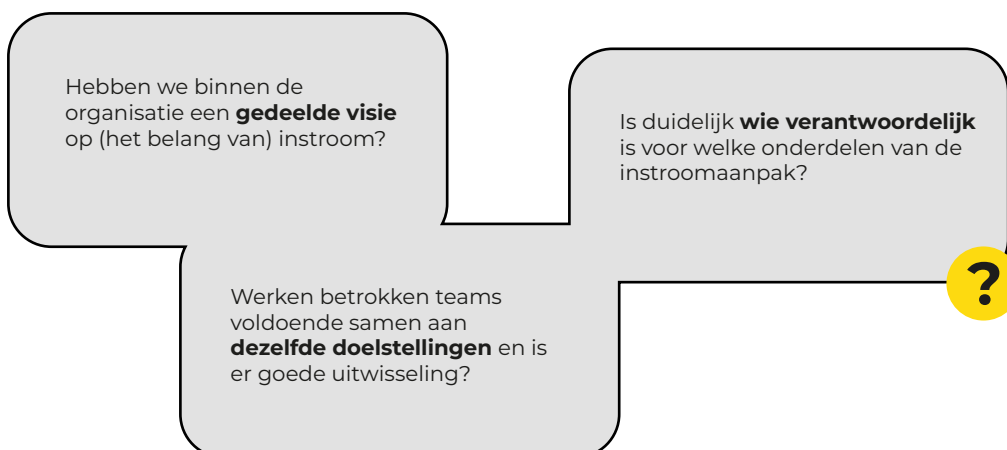 Hebben we binnen de
organisatie een gedeelde visie
op (het belang van) instroom?
Is duidelijk wie verantwoordelijk
is voor welke onderdelen van de
instroomaanpak?
Werken betrokken teams
voldoende samen aan
dezelfde doelstellingen en is
er goede uitwisseling?
?